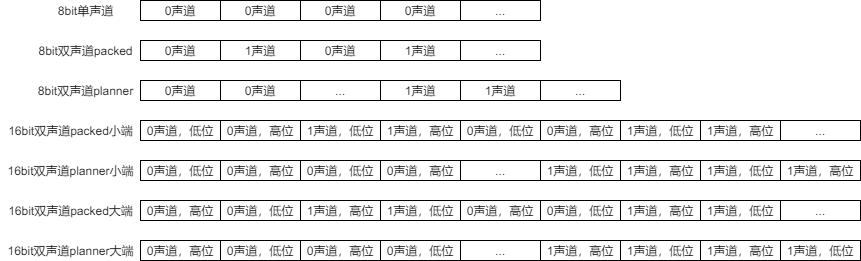 8bit单声道 0声道 0声道 0声道 0声道 ...
8bit双声道packed 0声道 1声道 0声道 1声道 ...
8bit双声道planner 0声道 0声道 ... 1声道 1声道 ...
16bit双声道packed小端 0声道，低位 0声道，高位 1声道，低位 1声道，高位 0声道，低位 0声道，高位 1声道，低位 1声道，高位 ...
16bit双声道planner小端 0声道，低位 0声道，高位 0声道，低位 0声道，高位 ... 1声道，低位 1声道，高位 1声道，低位 1声道，高位
16bit双声道packed大端 0声道，高位 0声道，低位 1声道，高位 1声道，低位 0声道，高位 0声道，低位 1声道，高位 1声道，低位 ...
16bit双声道planner大端 0声道，高位 0声道，低位 0声道，高位 0声道，低位 ... 1声道，高位 1声道，低位 1声道，高位 1声道，低位